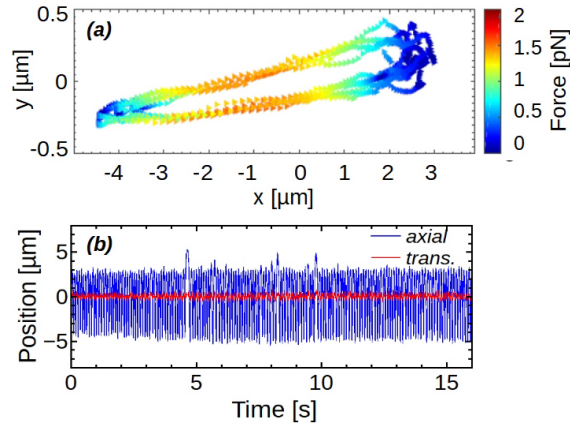 (a)
y [µm]
0.5
0
-0.5
-4 -3 -2 -1 0 1 2 3
x [µm]
2
1.5
1
0.5
0
Force [pN]
(b)
axial
trans.
Position [µm]
5
0
−5
0 5 10 15
Time [s]